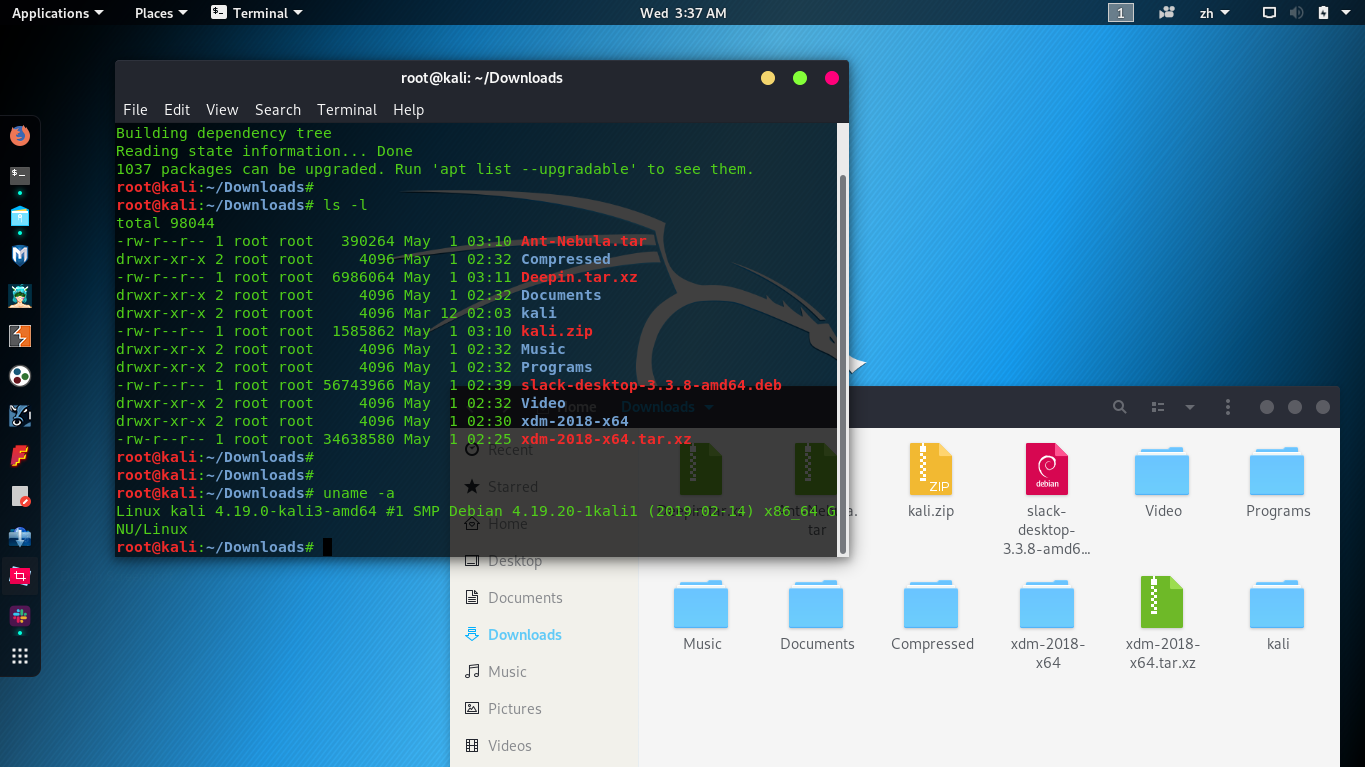 Applications Places Terminal Wed 3:37 AM 1 zh
root@kali: ~/Downloads
File Edit View Search Terminal Help
Building dependency tree
Reading state information... Done
1037 packages can be upgraded. Run 'apt list --upgradable' to see them.
root@kali:~/Downloads#
root@kali:~/Downloads# ls -l
total 98044
-rw-r--r-- 1 root root   390264 May  1 03:10 Ant-Nebula.tar
drwxr-xr-x 2 root root     4096 May  1 02:32 Compressed
-rw-r--r-- 1 root root  6986064 May  1 03:11 Deepin.tar.xz
drwxr-xr-x 2 root root     4096 May  1 02:32 Documents
drwxr-xr-x 2 root root     4096 Mar 12 02:03 kali
-rw-r--r-- 1 root root  1585862 May  1 03:10 kali.zip
drwxr-xr-x 2 root root     4096 May  1 02:32 Music
drwxr-xr-x 2 root root     4096 May  1 02:32 Programs
-rw-r--r-- 1 root root 56743966 May  1 02:39 slack-desktop-3.3.8-amd64.deb
drwxr-xr-x 2 root root     4096 May  1 02:32 Video
drwxr-xr-x 2 root root     4096 May  1 02:30 xdm-2018-x64
-rw-r--r-- 1 root root 34638580 May  1 02:25 xdm-2018-x64.tar.xz
root@kali:~/Downloads#
root@kali:~/Downloads#
root@kali:~/Downloads# uname -a
Linux kali 4.19.0-kali3-amd64 #1 SMP Debian 4.19.20-1kali1 (2019-02-14) x86_64 G
NU/Linux
root@kali:~/Downloads#
Home Downloads
Recent
Starred
Home
Desktop
Documents
Downloads
Music
Pictures
Videos
tar
ZIP
kali.zip
debian
slack-
desktop-
3.3.8-amd6...
Video
Programs
Music
Documents
Compressed
xdm-2018-
x64
xdm-2018-
x64.tar.xz
kali